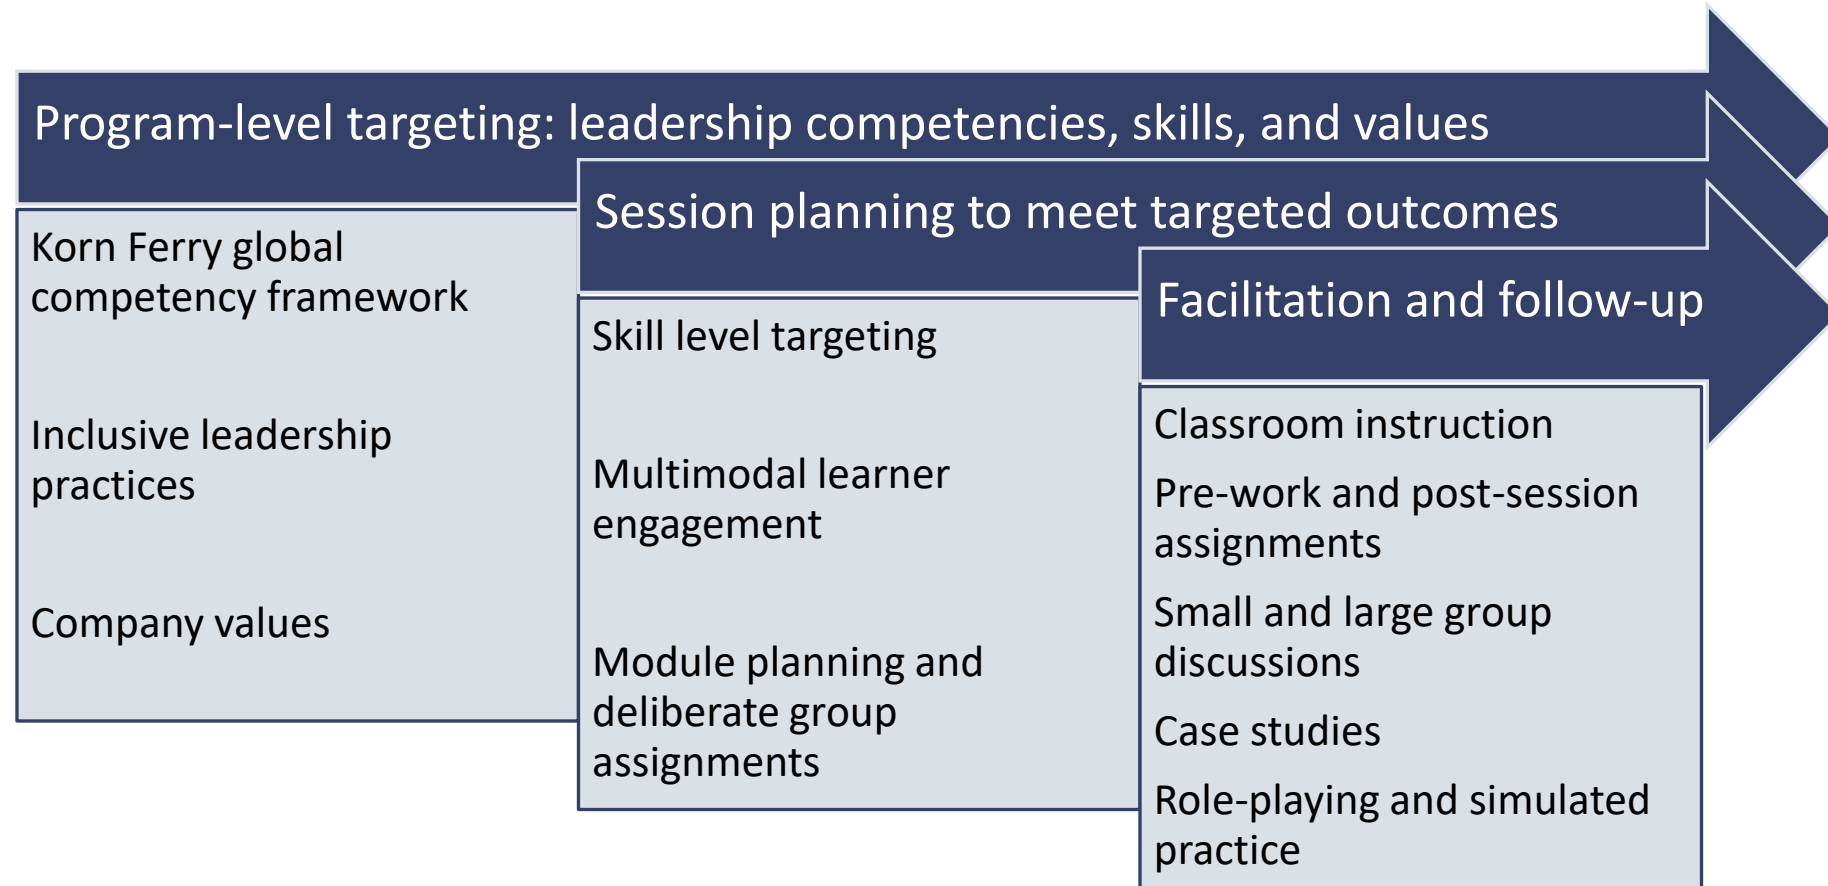 Program-level targeting: leadership competencies, skills, and values
Korn Ferry global
competency framework
Inclusive leadership
practices
Company values
Session planning to meet targeted outcomes
Skill level targeting
Multimodal learner
engagement
Module planning and
deliberate group
assignments
Facilitation and follow-up
Classroom instruction
Pre-work and post-session
assignments
Small and large group
discussions
Case studies
Role-playing and simulated
practice